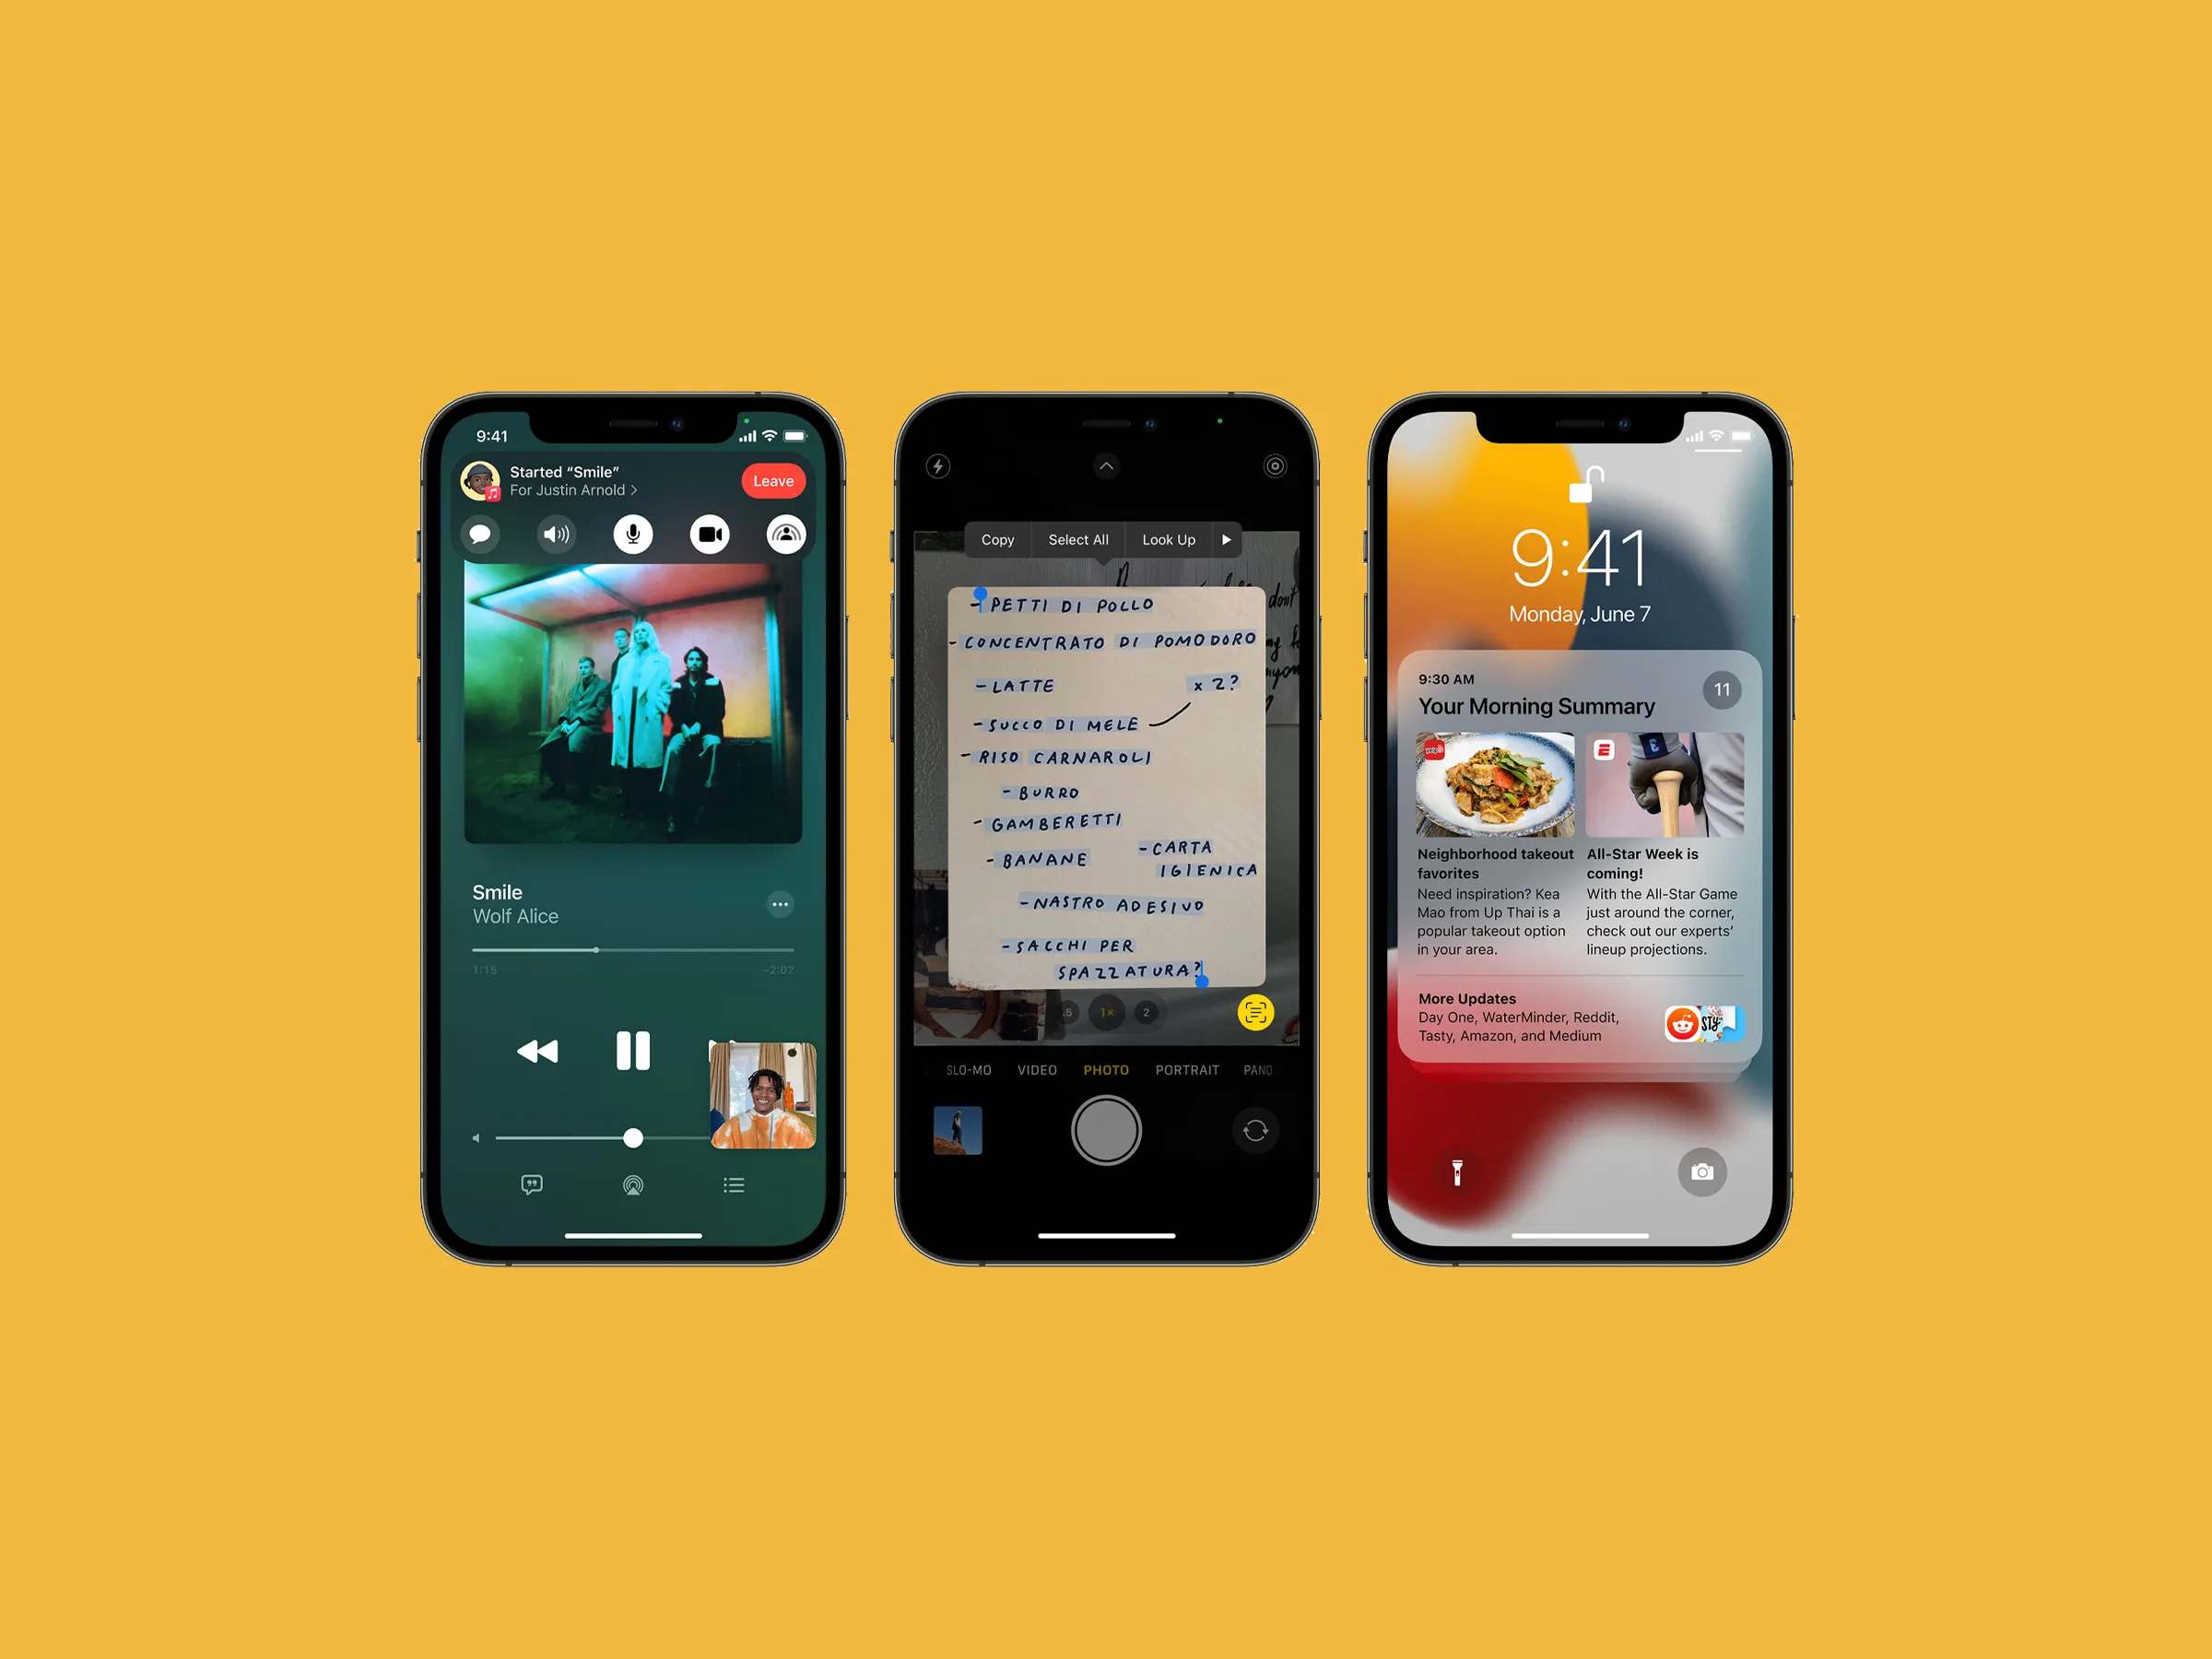 9:41
Started “Smile”
For Justin Arnold >
Leave
Smile
Wolf Alice
1:15
-2:02
Copy
Select All
Look Up
don't
- PETTI DI POLLO
- CONCENTRATO DI POMODORO
- LATTE
x 2?
- SUCCO DI MELE
- RISO CARNAROLI
- BURRO
- GAMBERETTI
- BANANE
- CARTA
IGIENICA
- NASTRO ADESIVO
- SACCHI PER
SPAZZATURA?
.5
1×
2
SLO-MO
VIDEO
PHOTO
PORTRAIT
PANO
9:41
Monday, June 7
9:30 AM
Your Morning Summary
11
yelp
Neighborhood takeout
favorites
Need inspiration? Kea
Mao from Up Thai is a
popular takeout option
in your area.
E
All-Star Week is
coming!
With the All-Star Game
just around the corner,
check out our experts’
lineup projections.
More Updates
Day One, WaterMinder, Reddit,
Tasty, Amazon, and Medium